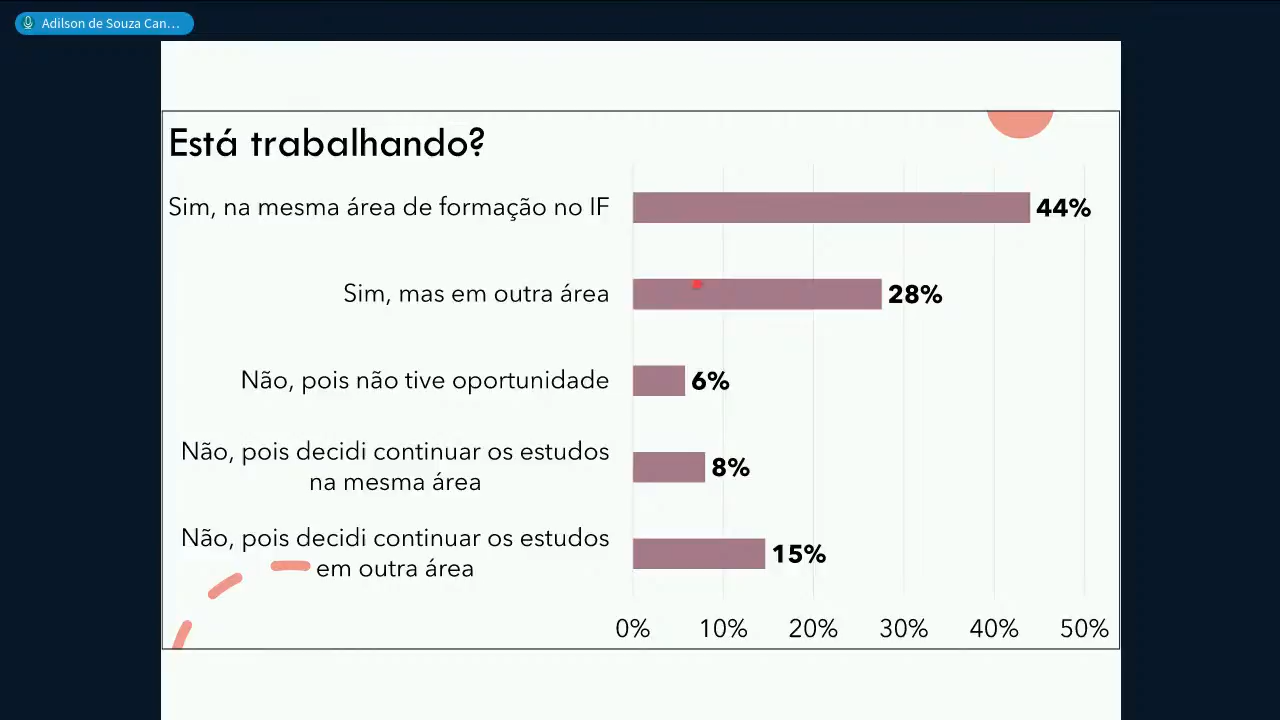 Adilson de Souza Can...
Está trabalhando?
Sim, na mesma área de formação no IF
44%
Sim, mas em outra área
28%
Não, pois não tive oportunidade
6%
Não, pois decidi continuar os estudos
na mesma área
8%
Não, pois decidi continuar os estudos
em outra área
15%
0% 10% 20% 30% 40% 50%